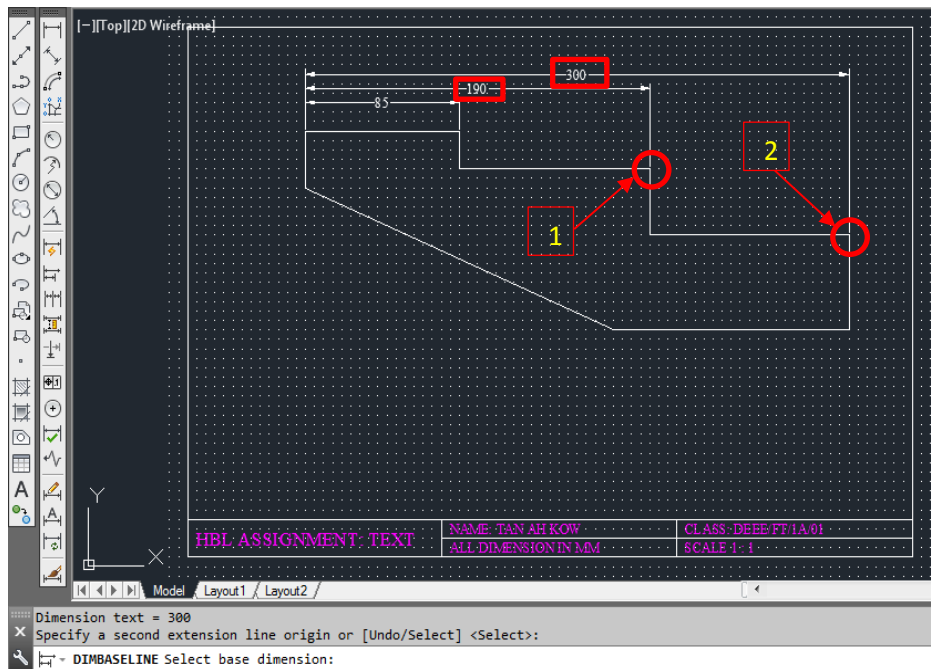 [−][Top][2D Wireframe]
300
190
85
2
1
Y
X
HBL ASSIGNMENT: TEXT
NAME: TAN AH KOW
CLASS: DEEE/FT/1A/01
ALL DIMENSION IN MM
SCALE 1 : 1
A
Model
Layout1
Layout2
Dimension text = 300
Specify a second extension line origin or [Undo/Select] <Select>:
DIMBASELINE Select base dimension: